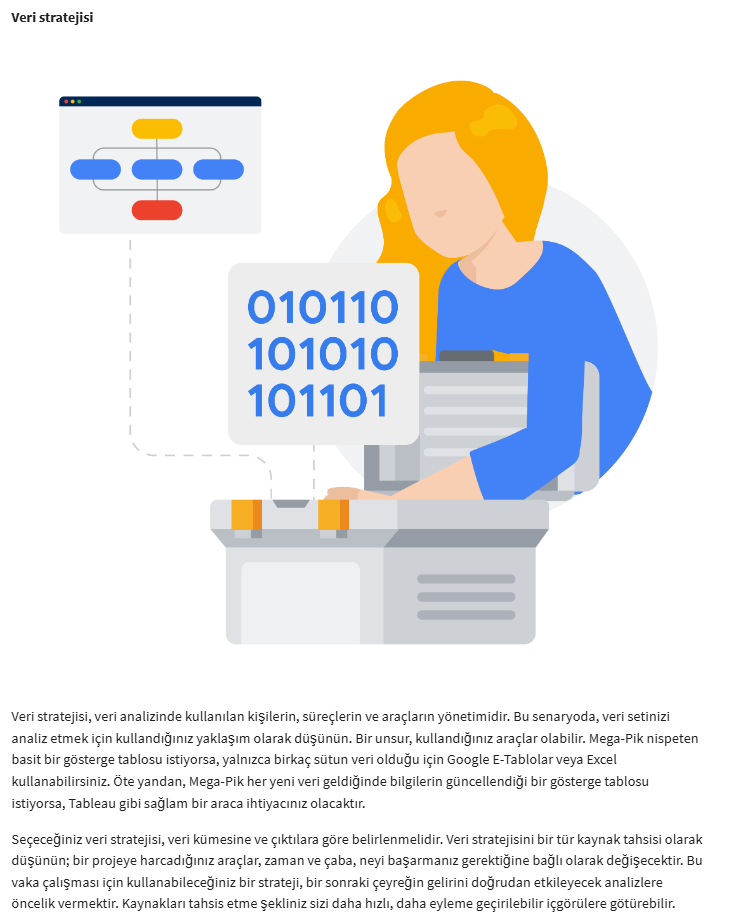 Veri stratejisi
010110
101010
101101
Veri stratejisi, veri analizinde kullanılan kişilerin, süreçlerin ve araçların yönetimidir. Bu senaryoda, veri setinizi
analiz etmek için kullandığınız yaklaşım olarak düşünün. Bir unsur, kullandığınız araçlar olabilir. Mega-Pik nispeten
basit bir gösterge tablosu istiyorsa, yalnızca birkaç sütun veri olduğu için Google E-Tablolar veya Excel
kullanabilirsiniz. Öte yandan, Mega-Pik her yeni veri geldiğinde bilgilerin güncellendiği bir gösterge tablosu
istiyorsa, Tableau gibi sağlam bir araca ihtiyacınız olacaktır.
Seçeceğiniz veri stratejisi, veri kümesine ve çıktılara göre belirlenmelidir. Veri stratejisini bir tür kaynak tahsisi olarak
düşünün; bir projeye harcadığınız araçlar, zaman ve çaba, neyi başarmanız gerektiğine bağlı olarak değişecektir. Bu
vaka çalışması için kullanabileceğiniz bir strateji, bir sonraki çeyreğin gelirini doğrudan etkileyecek analizlere
öncelik vermektir. Kaynakları tahsis etme şekliniz sizi daha hızlı, daha eyleme geçirilebilir içgörülere götürebilir.